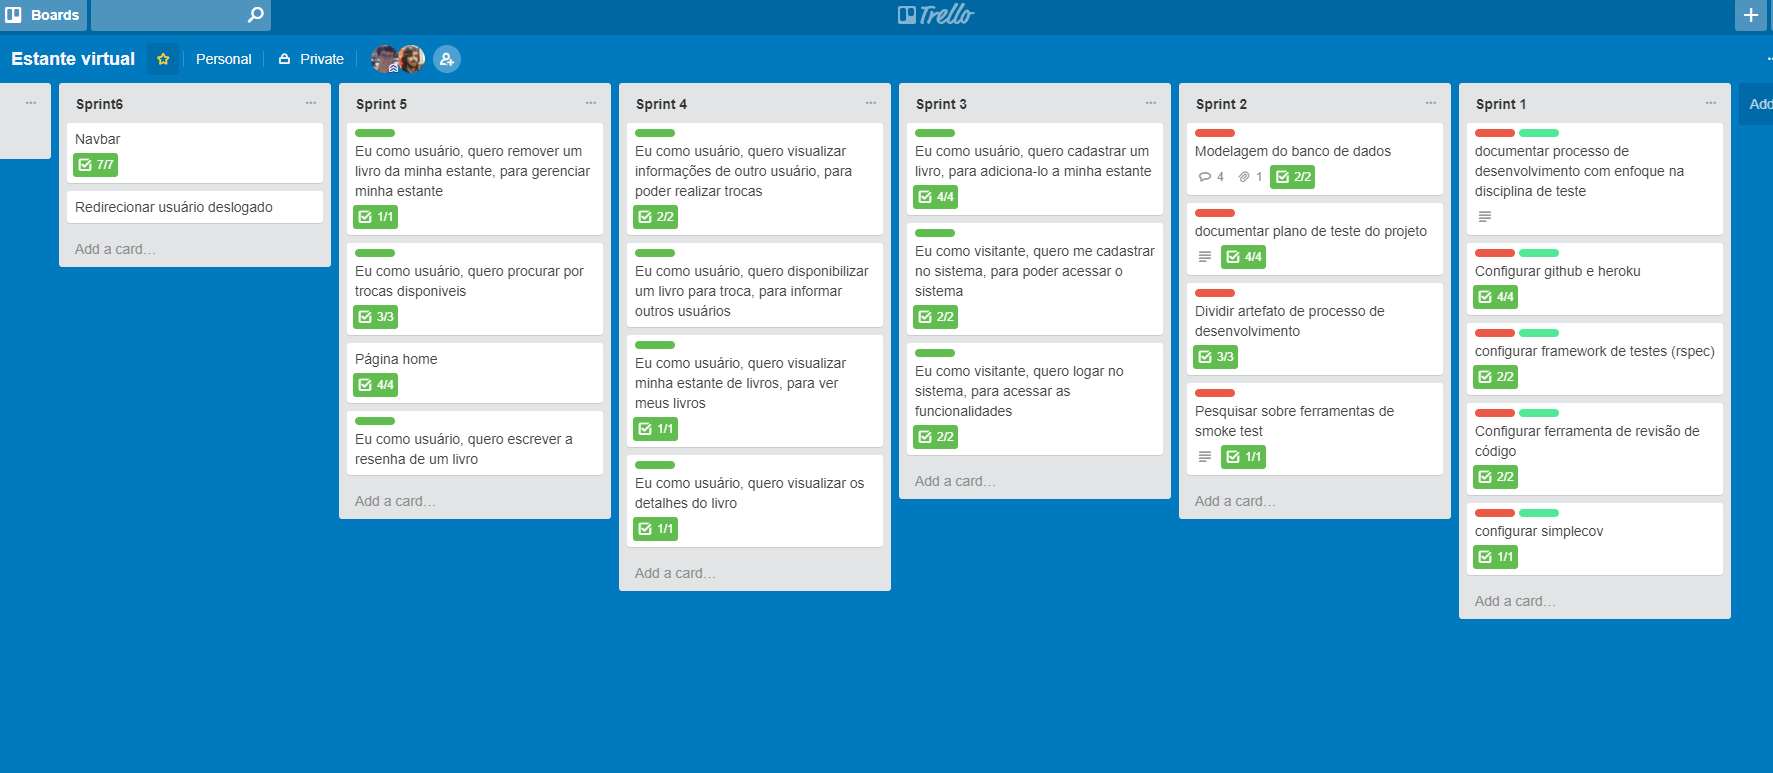 Boards
Trello
Estante virtual
Personal
Private
Sprint6
Navbar
7/7
Redirecionar usuário deslogado
Add a card…
Sprint 5
Eu como usuário, quero remover um
livro da minha estante, para gerenciar
minha estante
1/1
Eu como usuário, quero procurar por
trocas disponiveis
3/3
Página home
4/4
Eu como usuário, quero escrever a
resenha de um livro
Add a card…
Sprint 4
Eu como usuário, quero visualizar
informações de outro usuário, para
poder realizar trocas
2/2
Eu como usuário, quero disponibilizar
um livro para troca, para informar
outros usuários
Eu como usuário, quero visualizar
minha estante de livros, para ver
meus livros
1/1
Eu como usuário, quero visualizar os
detalhes do livro
1/1
Add a card…
Sprint 3
Eu como usuário, quero cadastrar um
livro, para adiciona-lo a minha estante
4/4
Eu como visitante, quero me cadastrar
no sistema, para poder acessar o
sistema
2/2
Eu como visitante, quero logar no
sistema, para acessar as
funcionalidades
2/2
Add a card…
Sprint 2
Modelagem do banco de dados
4 1 2/2
documentar plano de teste do projeto
4/4
Dividir artefato de processo de
desenvolvimento
3/3
Pesquisar sobre ferramentas de
smoke test
1/1
Add a card…
Sprint 1
documentar processo de
desenvolvimento com enfoque na
disciplina de teste
Configurar github e heroku
4/4
configurar framework de testes (rspec)
2/2
Configurar ferramenta de revisão de
código
2/2
configurar simplecov
1/1
Add a card…
Add